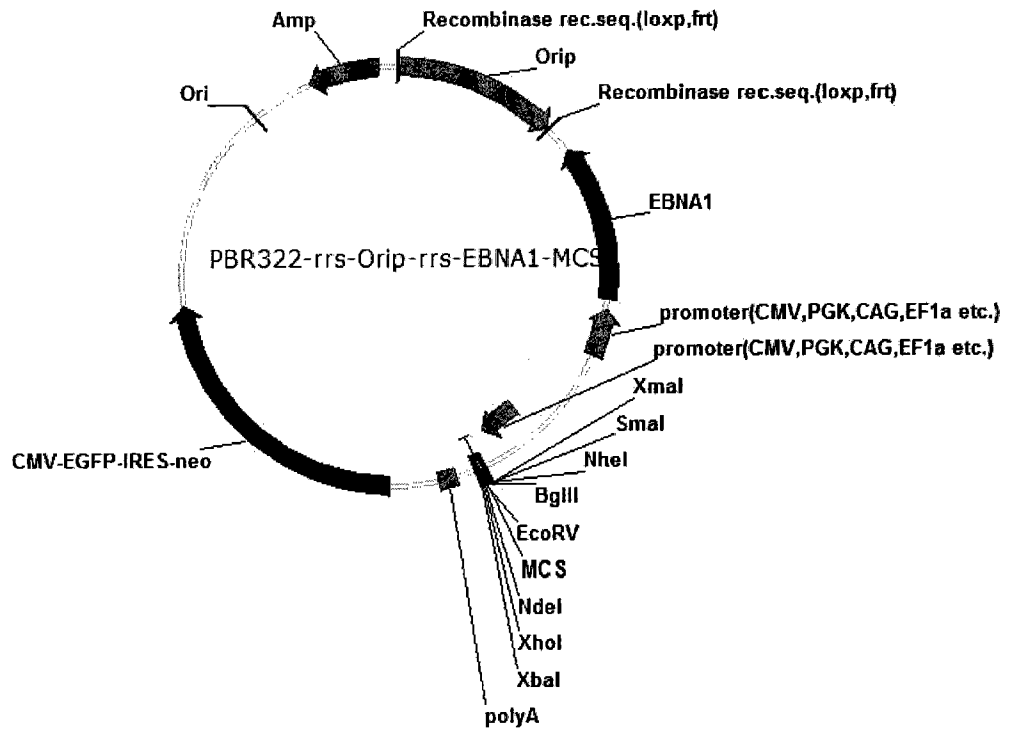 Amp
Recombinase rec.seq.(loxp,frt)
Orip
Ori
Recombinase rec.seq.(loxp,frt)
EBNA1
PBR322-rrs-Orip-rrs-EBNA1-MCS
promoter(CMV,PGK,CAG,EF1a etc.)
promoter(CMV,PGK,CAG,EF1a etc.)
XmaI
SmaI
NheI
CMV-EGFP-IRES-neo
BglII
EcoRV
MCS
NdeI
XhoI
XbaI
polyA